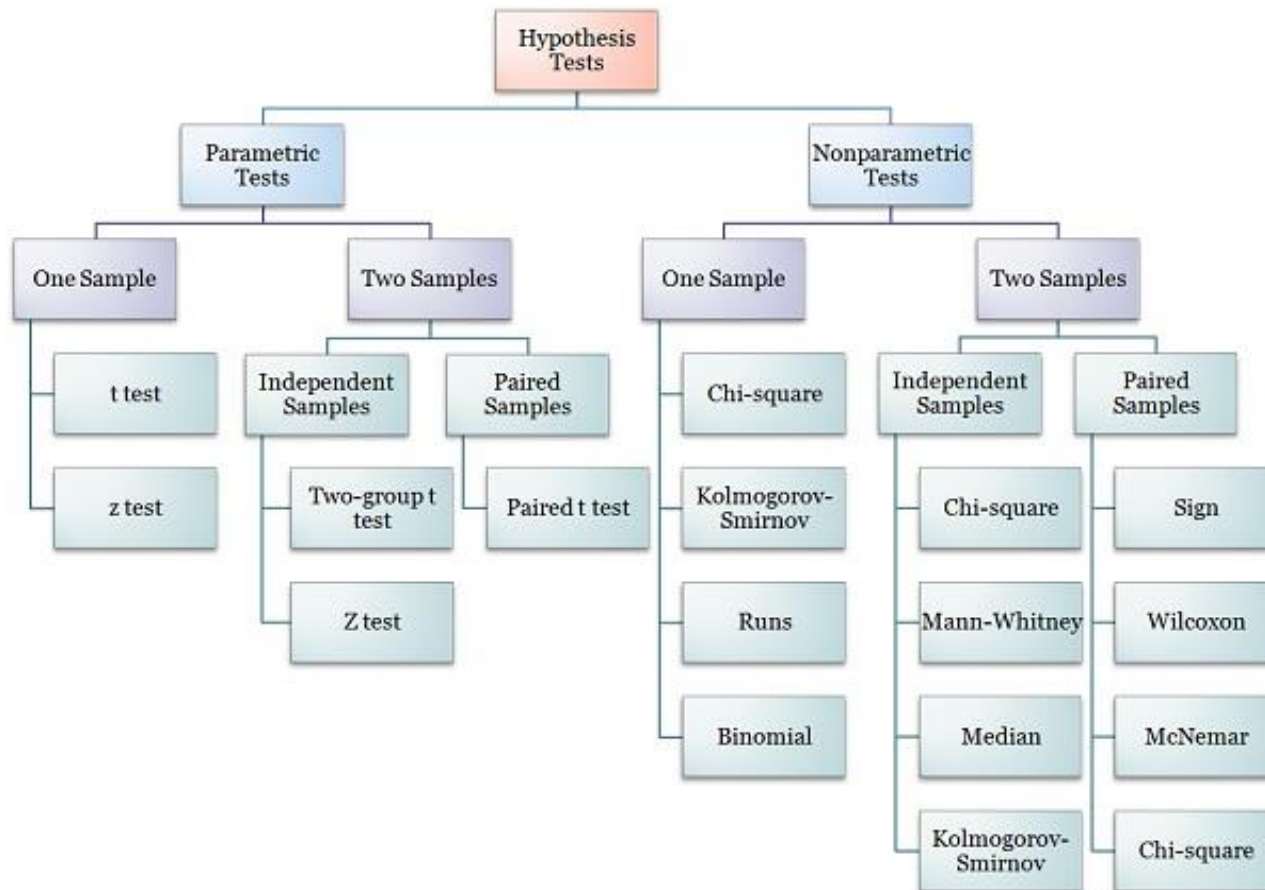 Hypothesis
Tests
Parametric
Tests
Nonparametric
Tests
One Sample
Two Samples
One Sample
Two Samples
t test
z test
Independent
Samples
Paired
Samples
Two-group t
test
Paired t test
Z test
Chi-square
Kolmogorov-
Smirnov
Runs
Binomial
Independent
Samples
Paired
Samples
Chi-square
Mann-Whitney
Median
Kolmogorov-
Smirnov
Sign
Wilcoxon
McNemar
Chi-square